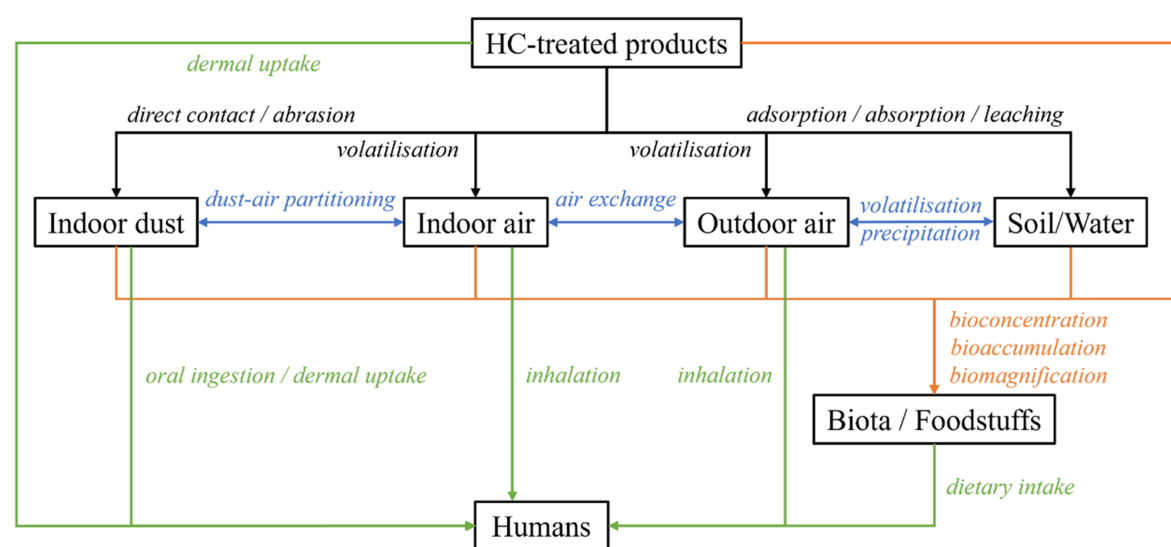 HC-treated products
dermal uptake
direct contact / abrasion
adsorption / absorption / leaching
volatilisation
volatilisation
Indoor dust
dust-air partitioning
Indoor air
air exchange
Outdoor air
volatilisation
precipitation
Soil/Water
bioconcentration
bioaccumulation
biomagnification
oral ingestion / dermal uptake
inhalation
inhalation
Biota / Foodstuffs
dietary intake
Humans